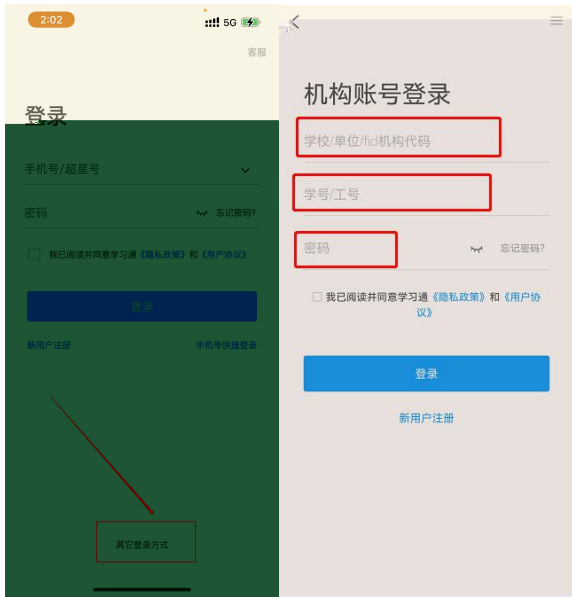 2:02
5G
客服
登录
手机号/超星号
密码
忘记密码?
我已阅读并同意学习通《隐私政策》和《用户协议》
登录
新用户注册
手机号快捷登录
其它登录方式
机构账号登录
学校/单位/fid机构代码
学号/工号
密码
忘记密码?
我已阅读并同意学习通《隐私政策》和《用户协
议》
登录
新用户注册